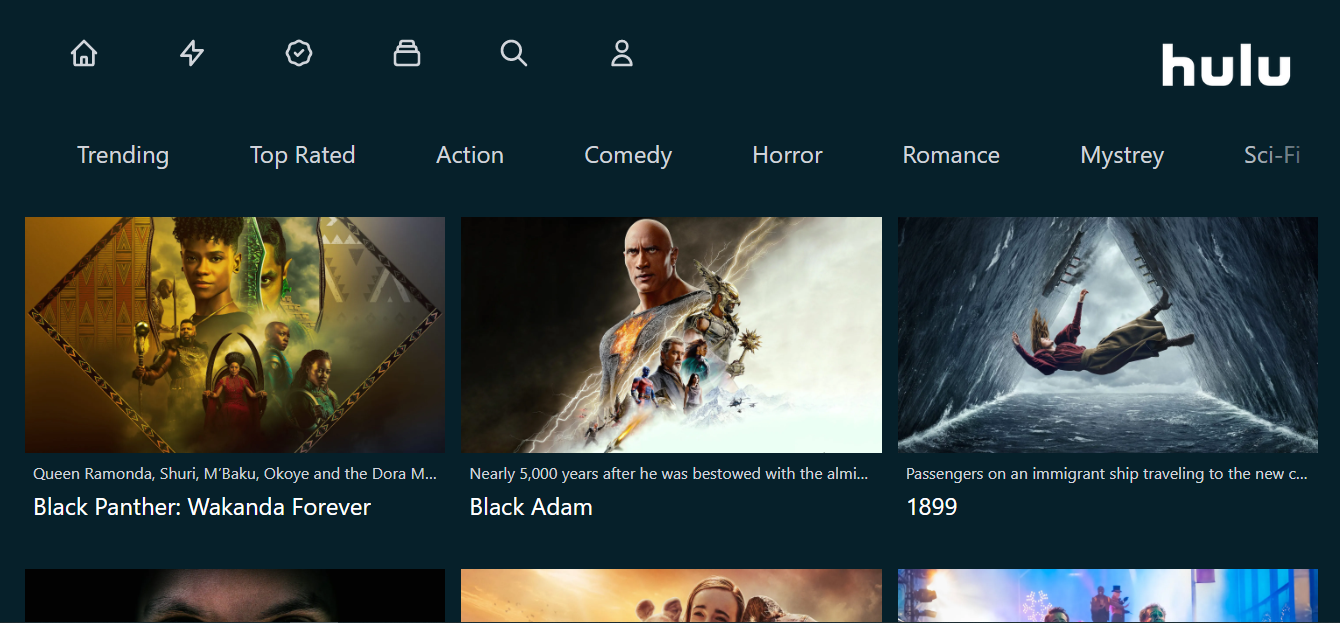 hulu
Trending Top Rated Action Comedy Horror Romance Mystrey Sci-Fi
Queen Ramonda, Shuri, M’Baku, Okoye and the Dora M...
Black Panther: Wakanda Forever
Nearly 5,000 years after he was bestowed with the almi...
Black Adam
Passengers on an immigrant ship traveling to the new c...
1899